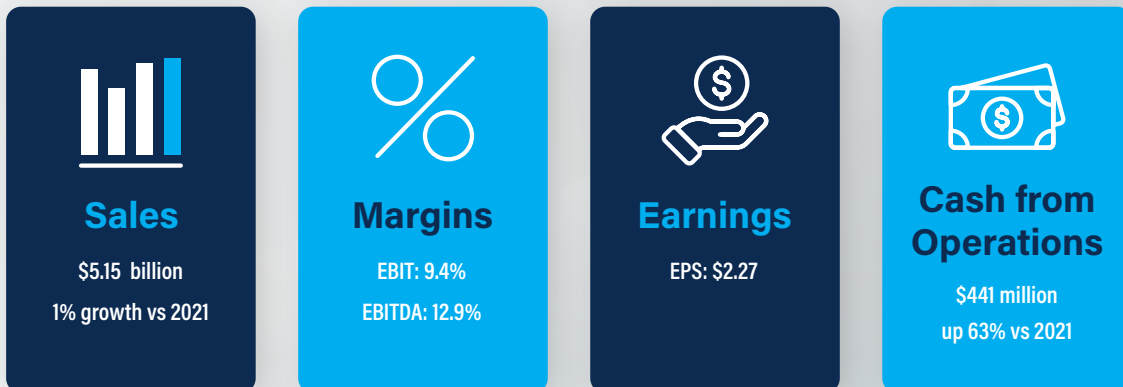 Sales
$5.15 billion
1% growth vs 2021
Margins
EBIT: 9.4%
EBITDA: 12.9%
Earnings
EPS: $2.27
Cash from
Operations
$441 million
up 63% vs 2021